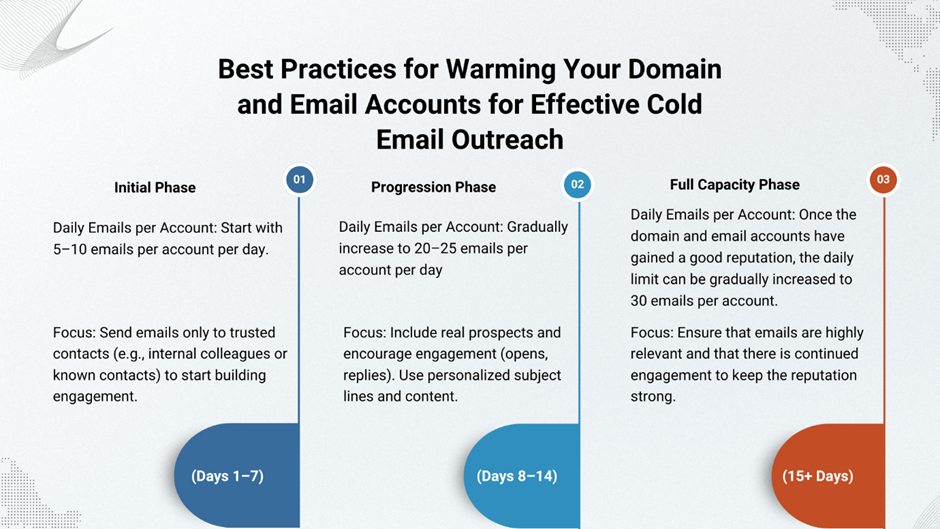 Best Practices for Warming Your Domain
and Email Accounts for Effective Cold
Email Outreach
Initial Phase
01
Daily Emails per Account: Start with
5–10 emails per account per day.
Focus: Send emails only to trusted
contacts (e.g., internal colleagues or
known contacts) to start building
engagement.
(Days 1–7)
Progression Phase
02
Daily Emails per Account: Gradually
increase to 20–25 emails per
account per day
Focus: Include real prospects and
encourage engagement (opens,
replies). Use personalized subject
lines and content.
(Days 8–14)
Full Capacity Phase
03
Daily Emails per Account: Once the
domain and email accounts have
gained a good reputation, the daily
limit can be gradually increased to
30 emails per account.
Focus: Ensure that emails are highly
relevant and that there is continued
engagement to keep the reputation
strong.
(15+ Days)